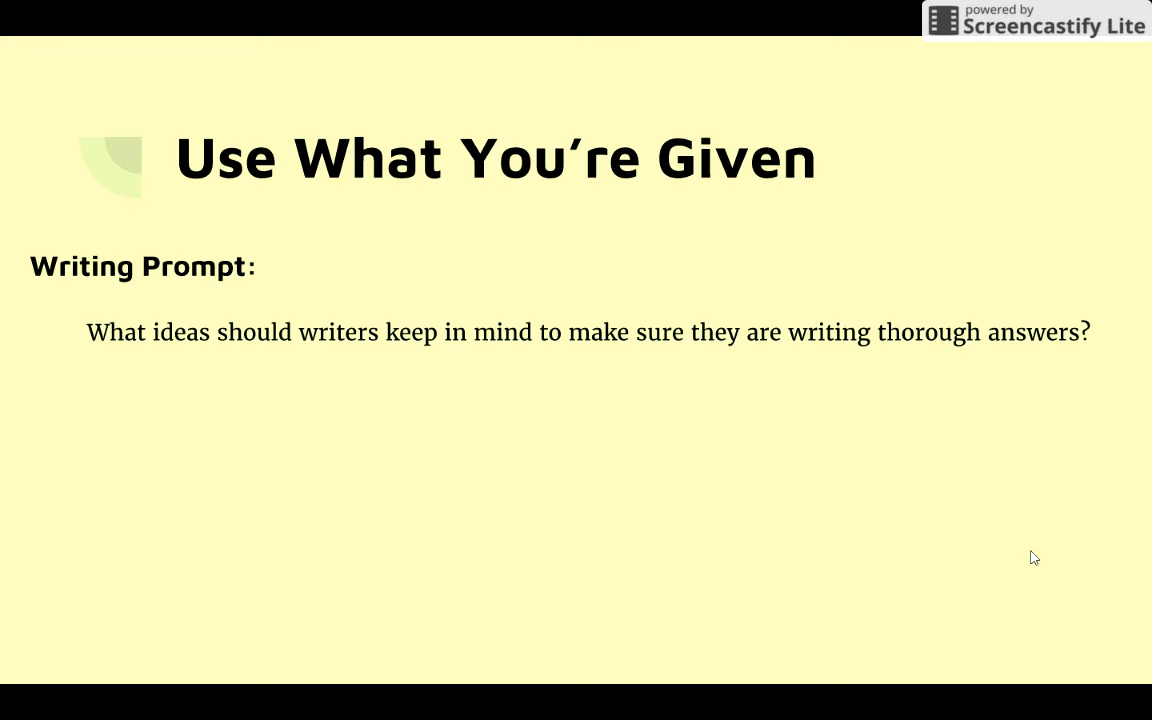 powered by
Screencastify Lite
Use What You’re Given
Writing Prompt:
What ideas should writers keep in mind to make sure they are writing thorough answers?